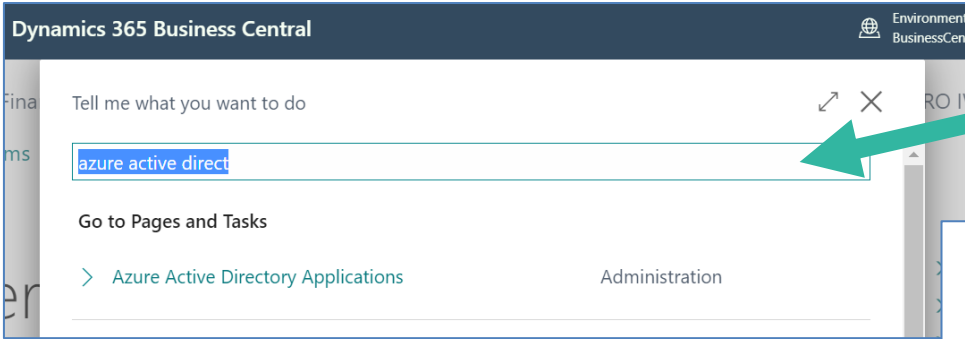 Dynamics 365 Business Central
Environment
BusinessCen
Fina
Tell me what you want to do
RO
ms
azure active direct
Go to Pages and Tasks
Azure Active Directory Applications
Administration
er